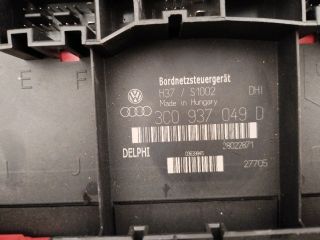 Bordnetzsteuergerät
H37 / S1002 DHI
Made in Hungary
3C0 937 049 D
DELPHI 28022871
27705
E F
J